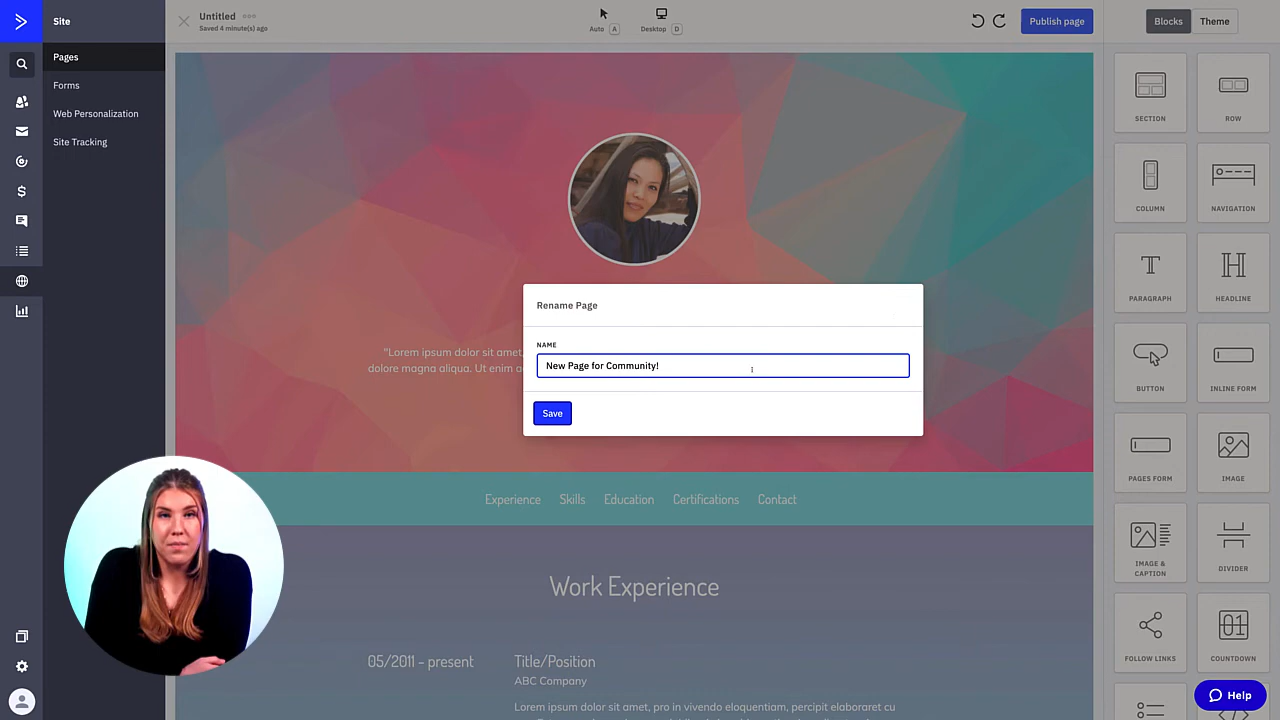 Site
Pages
Forms
Web Personalization
Site Tracking
Untitled
Saved 4 minute(s) ago
Auto A
Desktop D
Publish page
Blocks
Theme
"Lorem ipsum dolor sit amet,
dolore magna aliqua. Ut enim a
Rename Page
NAME
New Page for Community!
Save
Experience Skills Education Certifications Contact
Work Experience
05/2011 - present
Title/Position
ABC Company
Lorem ipsum dolor sit amet, pro in vivendo eloquentiam, percipit elaboraret cu
SECTION
ROW
COLUMN
NAVIGATION
PARAGRAPH
HEADLINE
BUTTON
INLINE FORM
PAGES FORM
IMAGE
IMAGE &
CAPTION
DIVIDER
FOLLOW LINKS
01
COUNTDOWN
Help